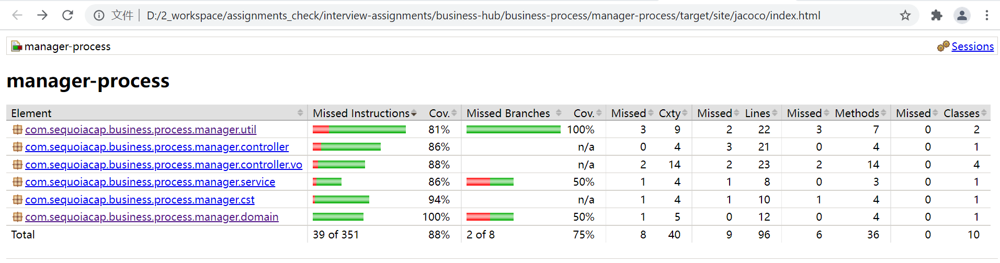 文件 D:/2_workspace/assignments_check/interview-assignments/business-hub/business-process/manager-process/target/site/jacoco/index.html
manager-process Sessions
manager-process
Element Missed Instructions Cov. Missed Branches Cov. Missed Cxty Missed Lines Missed Methods Missed Classes
com.sequoiacap.business.process.manager.util 81% 100% 3 9 2 22 3 7 0 2
com.sequoiacap.business.process.manager.controller 86% n/a 0 4 3 21 0 4 0 1
com.sequoiacap.business.process.manager.controller.vo 88% n/a 2 14 2 23 2 14 0 4
com.sequoiacap.business.process.manager.service 86% 50% 1 4 1 8 0 3 0 1
com.sequoiacap.business.process.manager.cst 94% n/a 1 4 1 10 1 4 0 1
com.sequoiacap.business.process.manager.domain 100% 50% 1 5 0 12 0 4 0 1
Total 39 of 351 88% 2 of 8 75% 8 40 9 96 6 36 0 10